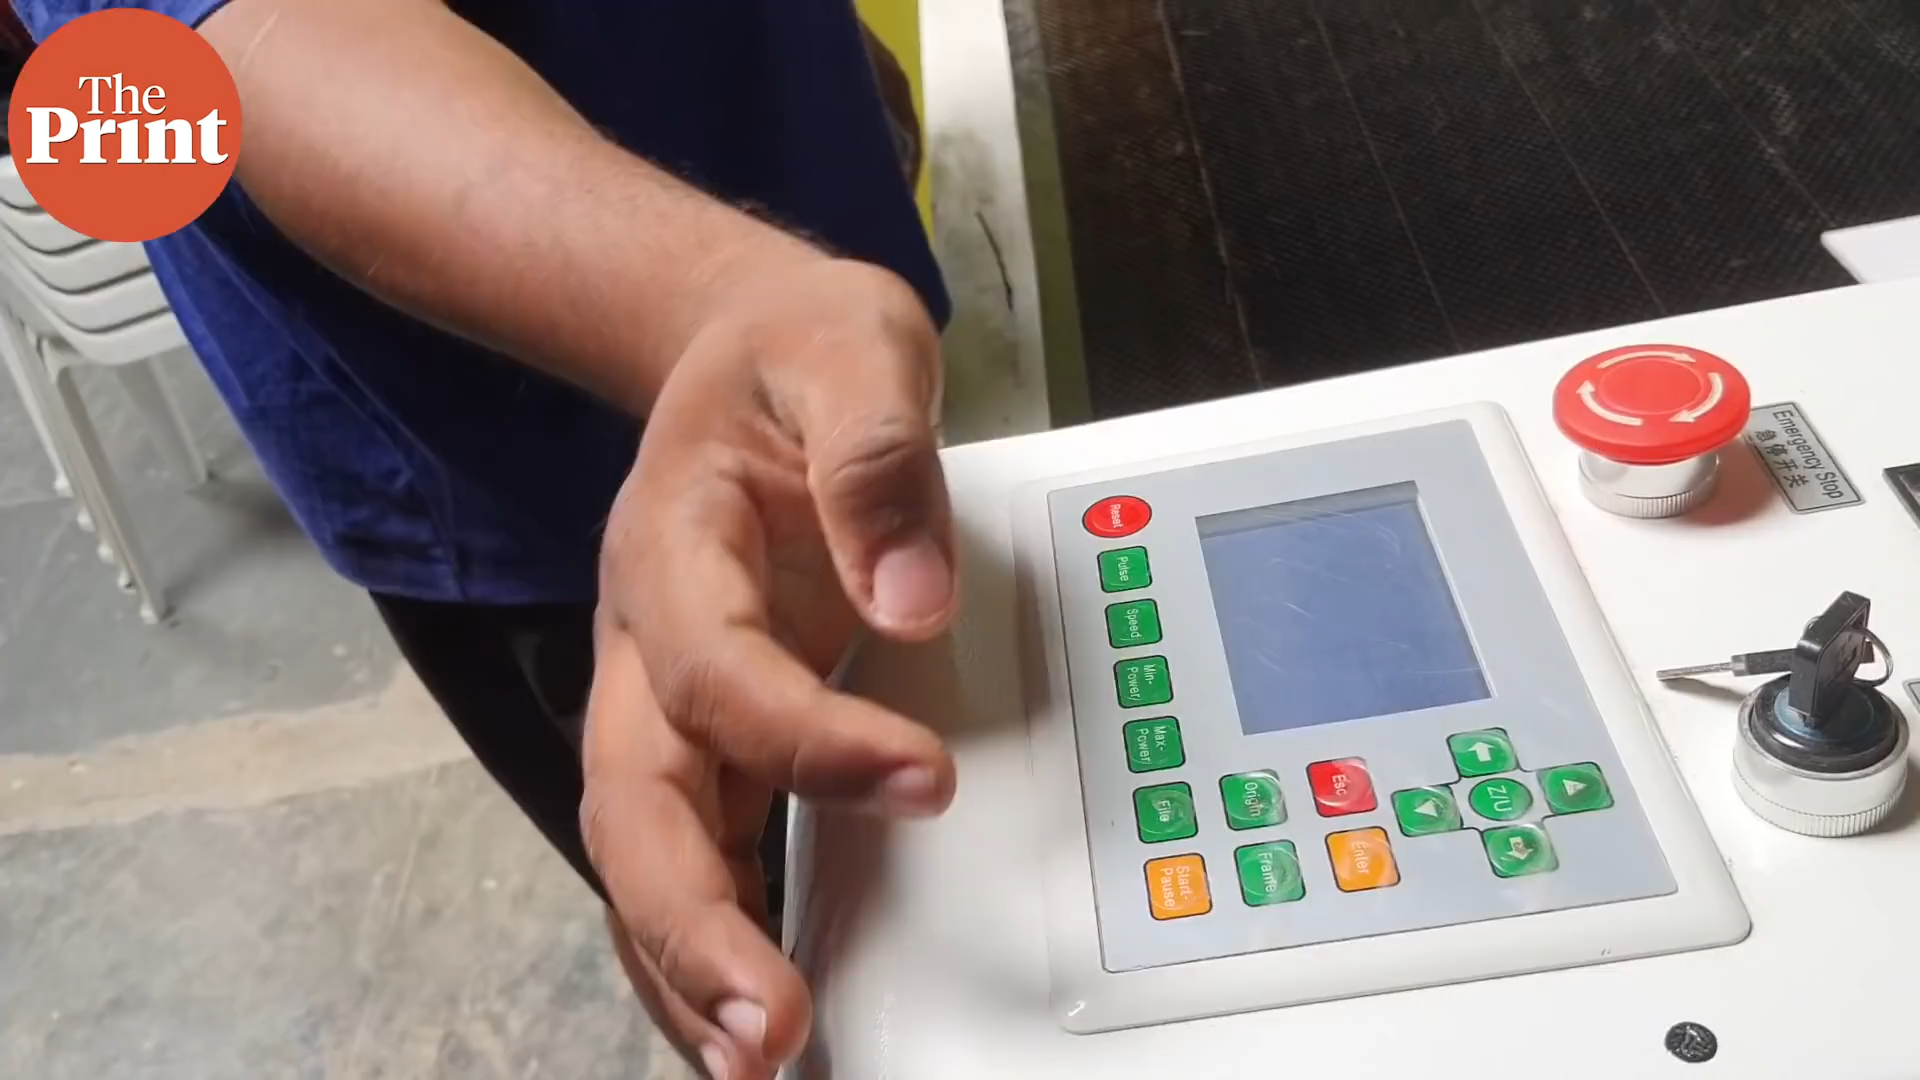 The
Print
Emergency Stop
急停开关
Reset
Pulse
Speed
Min-
Power/
Max-
Power/
File
Start-
Pause
Origin
Frame
Esc
Enter
Z/U